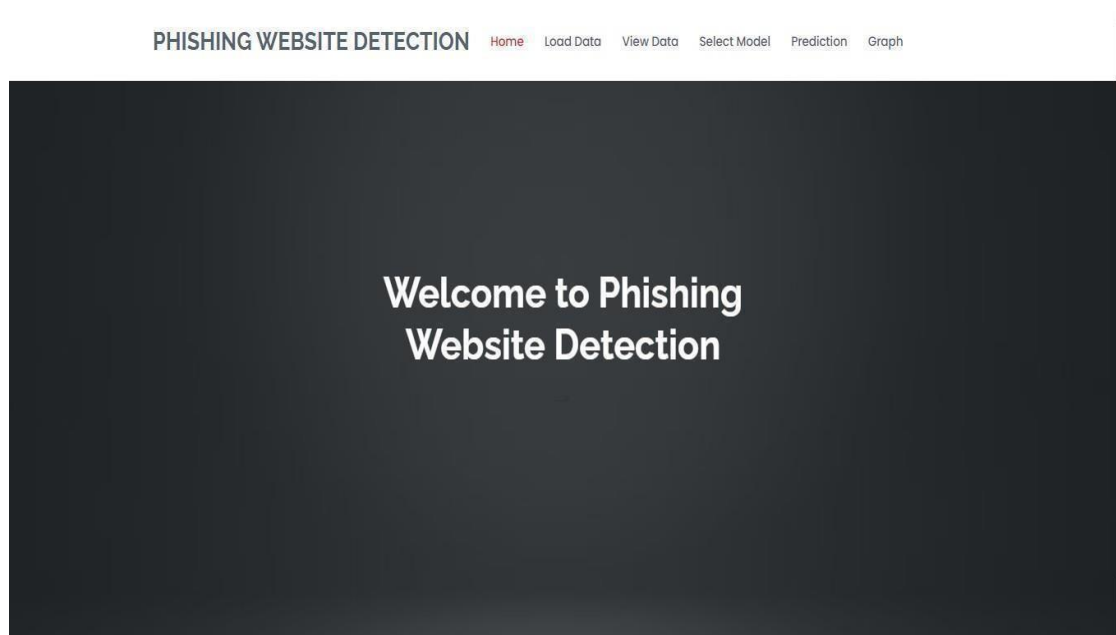 PHISHING WEBSITE DETECTION Home Load Data View Data Select Model Prediction Graph
Welcome to Phishing
Website Detection